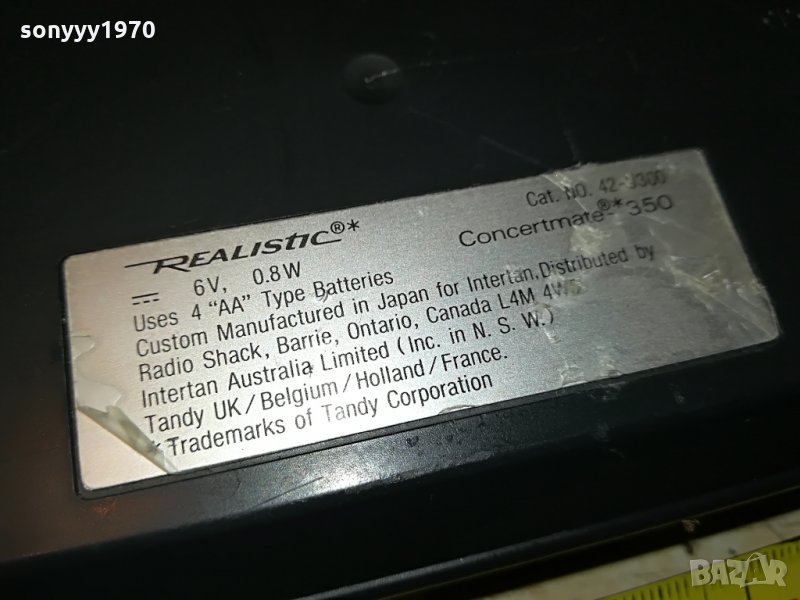 sonyyy1970
REALISTIC®*
Cat. NO. 42-
Concertmate®* 350
6V, 0.8W
Uses 4 "AA" Type Batteries
Custom Manufactured in Japan for Intertan, Distributed by
Radio Shack, Barrie, Ontario, Canada L4M
Intertan Australia Limited (Inc. in N. S. W.)
Tandy UK/Belgium/Holland/France.
*Trademarks of Tandy Corporation
BAZAR